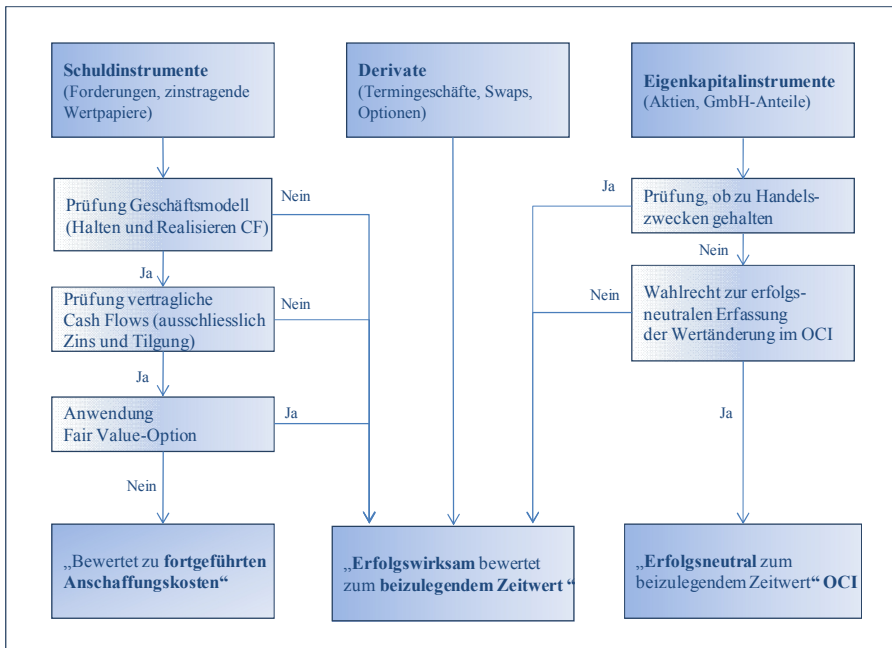 Schuldinstrumente
(Forderungen, zinstragende
Wertpapiere)
Derivate
(Termingeschäfte, Swaps,
Optionen)
Eigenkapitalinstrumente
(Aktien, GmbH-Anteile)
Prüfung Geschäftsmodell
(Halten und Realisieren CF)
Nein
Ja
Prüfung, ob zu Handels-
zwecken gehalten
Ja
Nein
Prüfung vertragliche
Cash Flows (ausschliesslich
Zins und Tilgung)
Nein
Nein
Wahlrecht zur erfolgs-
neutralen Erfassung
der Wertänderung im OCI
Ja
Anwendung
Fair Value-Option
Ja
Ja
Nein
„Bewertet zu fortgeführten
Anschaffungskosten“
„Erfolgswirksam bewertet
zum beizulegendem Zeitwert “
„Erfolgsneutral zum
beizulegendem Zeitwert“ OCI